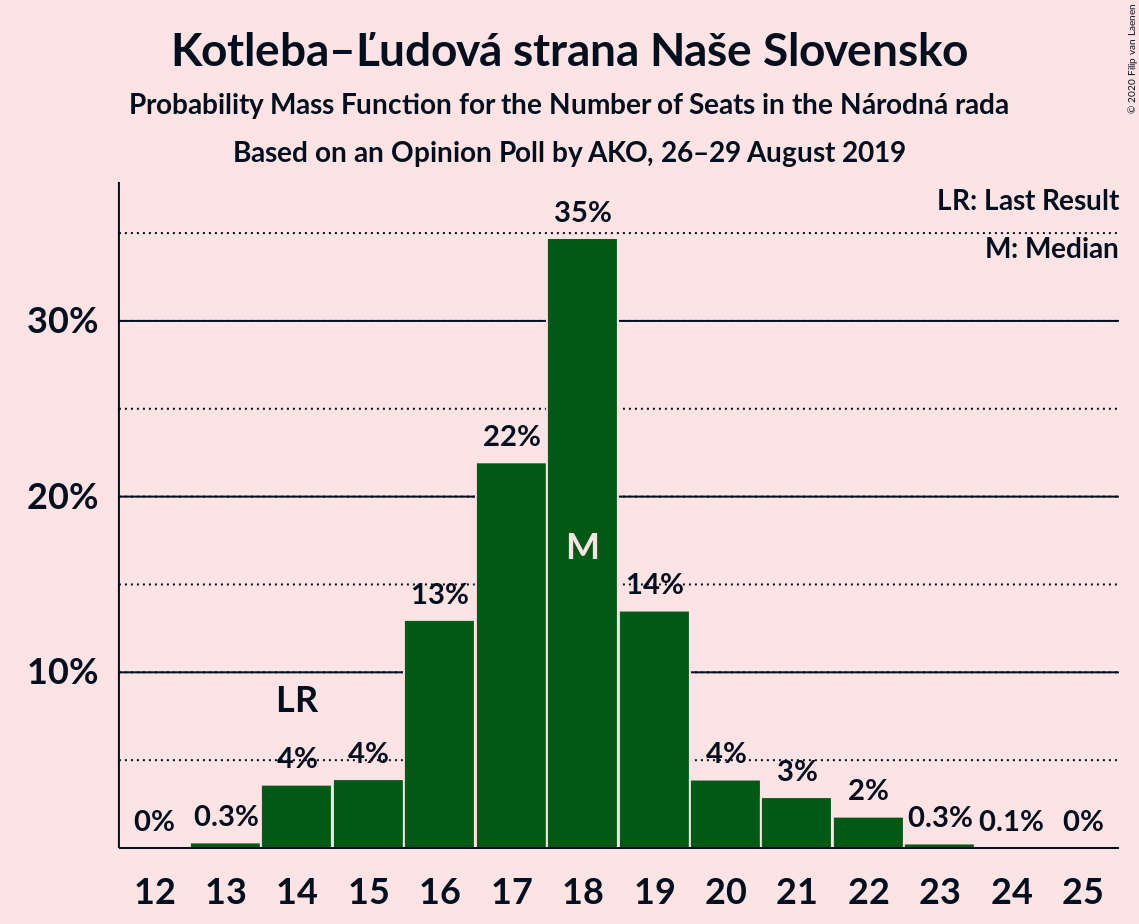 Kotleba–Ľudová strana Naše Slovensko
Probability Mass Function for the Number of Seats in the Národná rada
Based on an Opinion Poll by AKO, 26–29 August 2019
© 2020 Filip van Laenen
LR: Last Result
M: Median
35%
30%
22%
20%
M
14%
13%
10%
LR
4%
4%
4%
3%
2%
0%
0.3%
0.3%
0.1%
0%
12 13 14 15 16 17 18 19 20 21 22 23 24 25